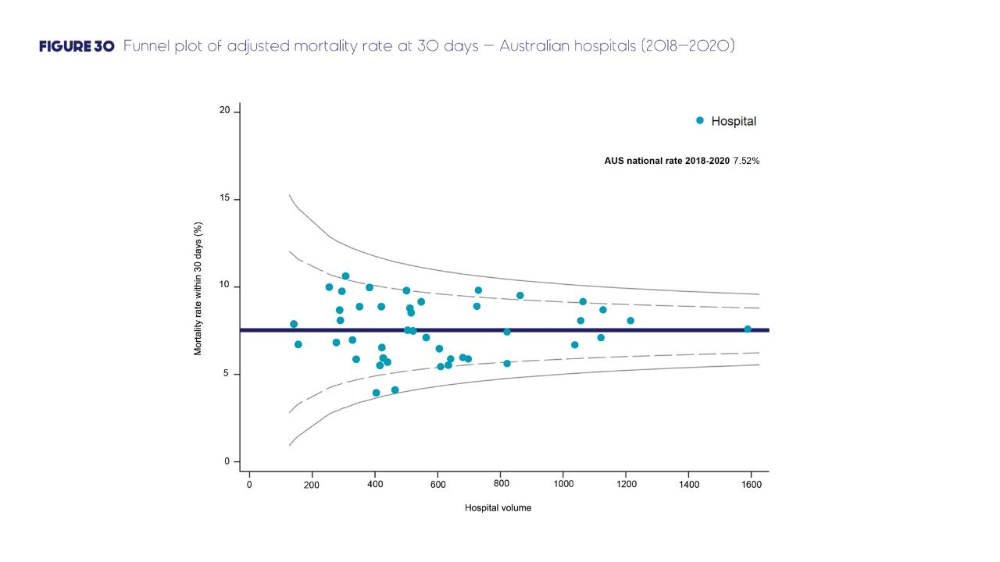 FIGURE 30 Funnel plot of adjusted mortality rate at 30 days – Australian hospitals (2018–2020)
20
Hospital
AUS national rate 2018-2020 7.52%
15
Mortality rate within 30 days (%)
10
5
0
0 200 400 600 800 1000 1200 1400 1600
Hospital volume